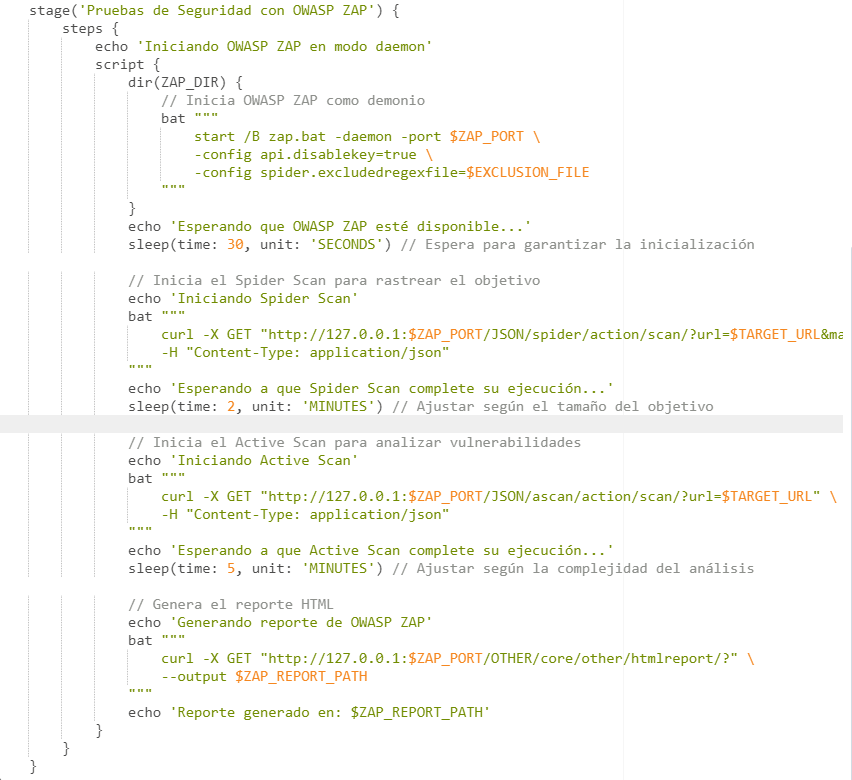 stage('Pruebas de Seguridad con OWASP ZAP') {
    steps {
        echo 'Iniciando OWASP ZAP en modo daemon'
        script {
            dir(ZAP_DIR) {
                // Inicia OWASP ZAP como demonio
                bat """
                    start /B zap.bat -daemon -port $ZAP_PORT \
                    -config api.disablekey=true \
                    -config spider.excludedregexfile=$EXCLUSION_FILE
                """
            }
            echo 'Esperando que OWASP ZAP esté disponible...'
            sleep(time: 30, unit: 'SECONDS') // Espera para garantizar la inicialización

            // Inicia el Spider Scan para rastrear el objetivo
            echo 'Iniciando Spider Scan'
            bat """
                curl -X GET "http://127.0.0.1:$ZAP_PORT/JSON/spider/action/scan/?url=$TARGET_URL&ma
                -H "Content-Type: application/json"
            """
            echo 'Esperando a que Spider Scan complete su ejecución...'
            sleep(time: 2, unit: 'MINUTES') // Ajustar según el tamaño del objetivo

            // Inicia el Active Scan para analizar vulnerabilidades
            echo 'Iniciando Active Scan'
            bat """
                curl -X GET "http://127.0.0.1:$ZAP_PORT/JSON/ascan/action/scan/?url=$TARGET_URL" \
                -H "Content-Type: application/json"
            """
            echo 'Esperando a que Active Scan complete su ejecución...'
            sleep(time: 5, unit: 'MINUTES') // Ajustar según la complejidad del análisis

            // Genera el reporte HTML
            echo 'Generando reporte de OWASP ZAP'
            bat """
                curl -X GET "http://127.0.0.1:$ZAP_PORT/OTHER/core/other/htmlreport/?" \
                --output $ZAP_REPORT_PATH
            """
            echo 'Reporte generado en: $ZAP_REPORT_PATH'
        }
    }
}